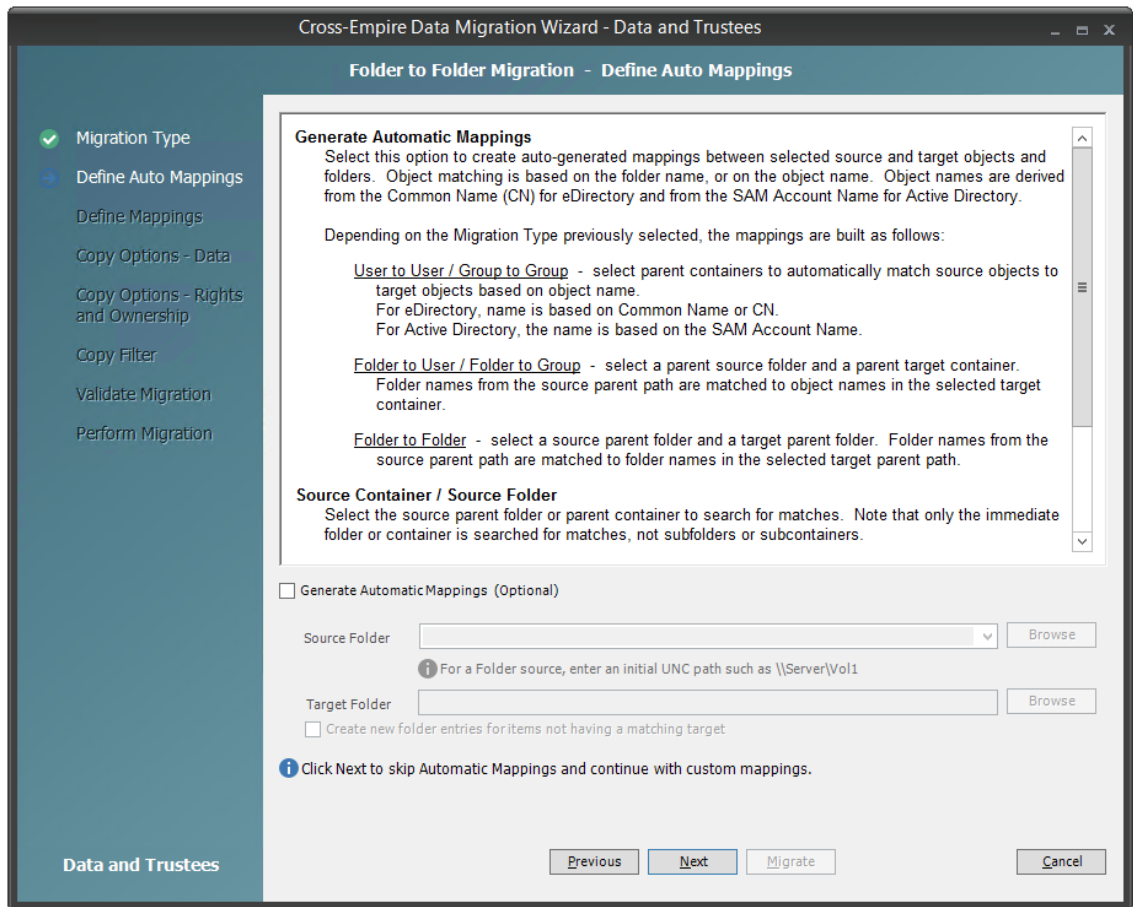 Cross-Empire Data Migration Wizard - Data and Trustees
Folder to Folder Migration - Define Auto Mappings
Migration Type
Define Auto Mappings
Define Mappings
Copy Options - Data
Copy Options - Rights
and Ownership
Copy Filter
Validate Migration
Perform Migration
Data and Trustees
Generate Automatic Mappings
Select this option to create auto-generated mappings between selected source and target objects and
folders. Object matching is based on the folder name, or on the object name. Object names are derived
from the Common Name (CN) for eDirectory and from the SAM Account Name for Active Directory.
Depending on the Migration Type previously selected, the mappings are built as follows:
User to User / Group to Group - select parent containers to automatically match source objects to
target objects based on object name.
For eDirectory, name is based on Common Name or CN.
For Active Directory, the name is based on the SAM Account Name.
Folder to User / Folder to Group - select a parent source folder and a parent target container.
Folder names from the source parent path are matched to object names in the selected target
container.
Folder to Folder - select a source parent folder and a target parent folder. Folder names from the
source parent path are matched to folder names in the selected target parent path.
Source Container / Source Folder
Select the source parent folder or parent container to search for matches. Note that only the immediate
folder or container is searched for matches, not subfolders or subcontainers.
Generate Automatic Mappings (Optional)
Source Folder
Browse
For a Folder source, enter an initial UNC path such as \\Server\Vol1
Target Folder
Browse
Create new folder entries for items not having a matching target
Click Next to skip Automatic Mappings and continue with custom mappings.
Previous
Next
Migrate
Cancel